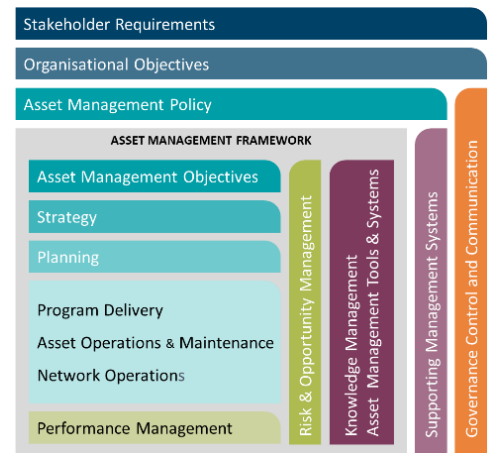 Stakeholder Requirements
Organisational Objectives
Asset Management Policy
ASSET MANAGEMENT FRAMEWORK
Asset Management Objectives
Strategy
Planning
Program Delivery
Asset Operations & Maintenance
Network Operations
Performance Management
Risk & Opportunity Management
Knowledge Management
Asset Management Tools & Systems
Supporting Management Systems
Governance Control and Communication